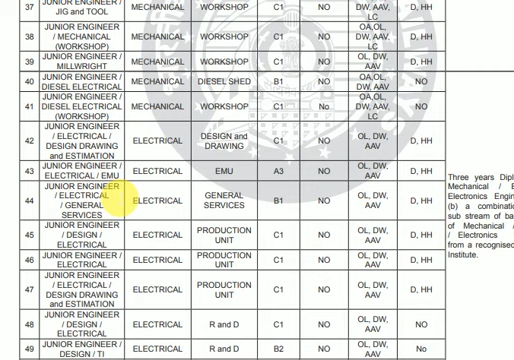 37 JUNIOR ENGINEER / JIG and TOOL MECHANICAL WORKSHOP C1 NO DW, AAV, LC D, HH
38 JUNIOR ENGINEER / MECHANICAL (WORKSHOP) MECHANICAL WORKSHOP C1 NO OA,OL, DW, AAV, LC D, HH
39 JUNIOR ENGINEER / MILLWRIGHT MECHANICAL WORKSHOP C1 NO OL, DW, AAV D, HH
40 JUNIOR ENGINEER / DIESEL ELECTRICAL MECHANICAL DIESEL SHED B1 NO OA,OL, DW, AAV NO
41 JUNIOR ENGINEER / DIESEL ELECTRICAL (WORKSHOP) MECHANICAL WORKSHOP C1 No OA,OL, DW, AAV, LC NO
42 JUNIOR ENGINEER / ELECTRICAL / DESIGN DRAWING and ESTIMATION ELECTRICAL DESIGN and DRAWING C1 NO OL, DW, AAV D, HH
43 JUNIOR ENGINEER / ELECTRICAL / EMU ELECTRICAL EMU A3 NO OL, DW, AAV D, HH
44 JUNIOR ENGINEER / ELECTRICAL / GENERAL SERVICES ELECTRICAL GENERAL SERVICES B1 NO OL, DW, AAV D, HH
45 JUNIOR ENGINEER / DESIGN / ELECTRICAL ELECTRICAL PRODUCTION UNIT C1 NO OL, DW, AAV D, HH
46 JUNIOR ENGINEER / ELECTRICAL ELECTRICAL PRODUCTION UNIT C1 NO OL, DW, AAV D, HH
47 JUNIOR ENGINEER / ELECTRICAL / DESIGN DRAWING and ESTIMATION ELECTRICAL PRODUCTION UNIT C1 NO OL, DW, AAV D, HH
48 JUNIOR ENGINEER / DESIGN / ELECTRICAL ELECTRICAL R and D C1 NO OL, DW, AAV NO
49 JUNIOR ENGINEER / DESIGN / TI ELECTRICAL R and D B2 NO OL, DW, AAV No
Three years
Mechanical /
Electronics
(b) a
sub stream of
of Mechanical /
/ Electronics
from a recognised
Institute.